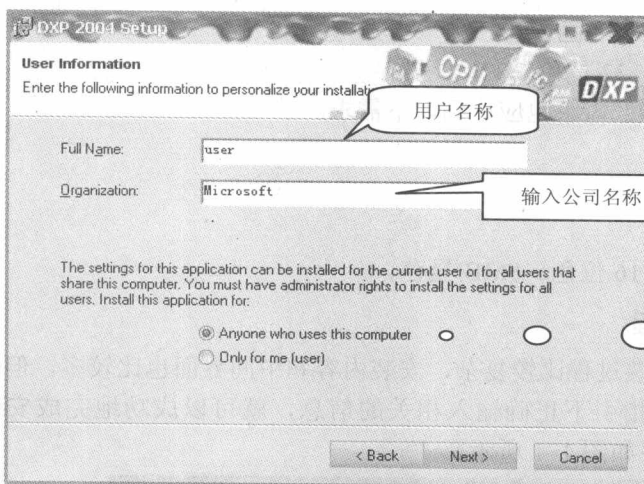 DXP 2004 Setup
User Information
Enter the following information to personalize your installati
CPU
DXP
用户名称
Full Name:
user
Organization:
Microsoft
输入公司名称
The settings for this application can be installed for the current user or for all users that
share this computer. You must have administrator rights to install the settings for all
users. Install this application for:
Anyone who uses this computer
Only for me (user)
< Back
Next >
Cancel